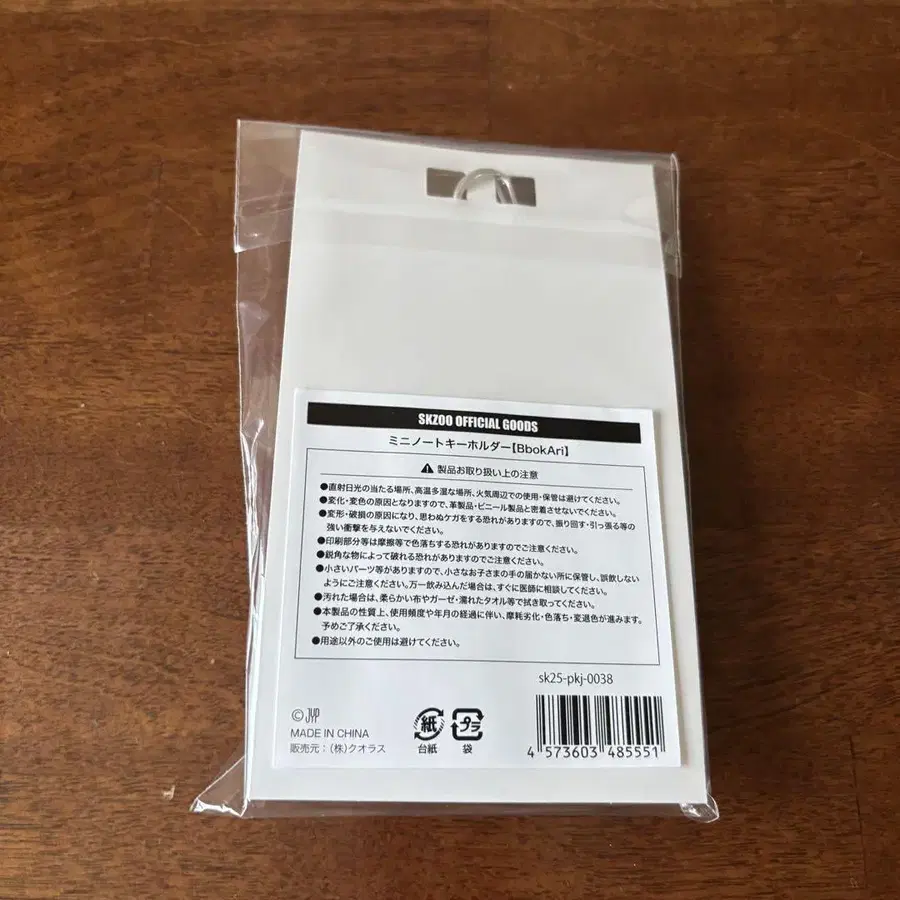 SKZOO OFFICIAL GOODS
ミニノートキーホルダー【BbokAri】
製品お取り扱い上の注意
●直射日光の当たる場所、高温多湿な場所、火気周辺での使用・保管は避けてください。
●変化・変色の原因となりますので、革製品・ビニール製品と密着させないでください。
●変形・破損の原因になり、思わぬケガをする恐れがありますので、振り回す・引っ張る等の
強い衝撃を与えないでください。
●印刷部分等は摩擦等で色落ちする恐れがありますのでご注意ください。
●鋭角な物によって破れる恐れがありますのでご注意ください。
●小さいパーツ等がありますので、小さなお子さまの手の届かない所に保管し、誤飲しない
ようにご注意ください。万一飲み込んだ場合は、すぐに医師に相談してください。
●汚れた場合は、柔らかい布やガーゼ・濡れたタオル等で拭き取ってください。
●本製品の性質上、使用頻度や年月の経過に伴い、摩耗劣化・色落ち・変退色が進みます。
予めご了承ください。
●用途以外のご使用は避けてください。
sk25-pkj-0038
© JYP
MADE IN CHINA
販売元：（株）クオラス
紙
台紙
プラ
袋
4 573603 485551